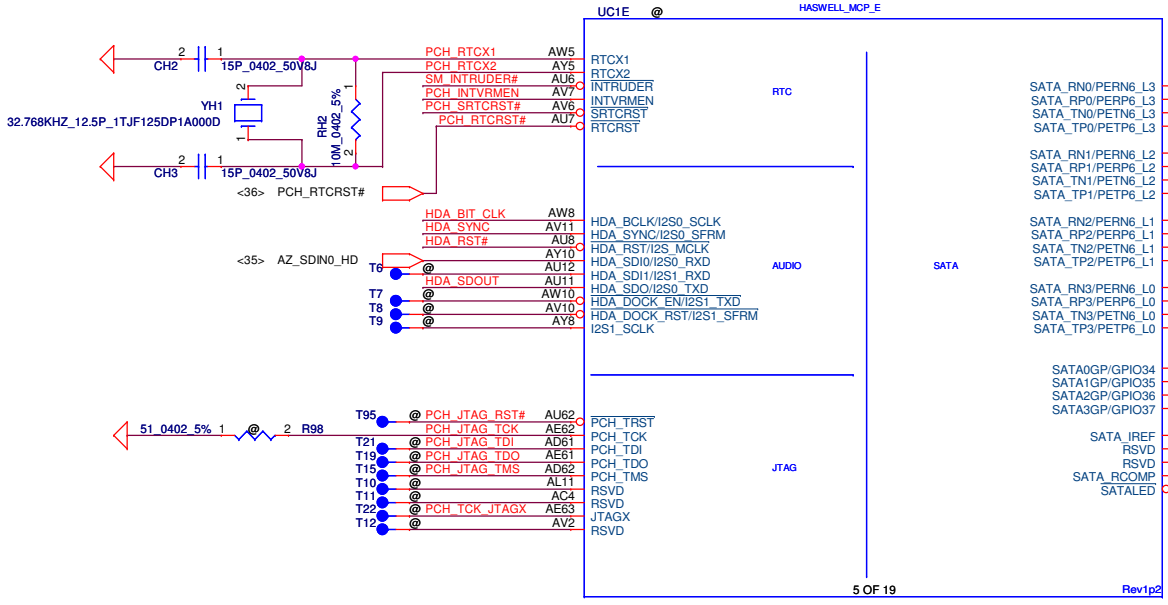 UC1E @ HASWELL_MCP_E
2 1 PCH_RTCX1 AW5 RTCX1
CH2 15P_0402_50V8J PCH_RTCX2 AY5 RTCX2
SM_INTRUDER# AU6 INTRUDER
PCH_INTVRMEN AV7 INTVRMEN
PCH_SRTCRST# AV6 SRTCRST
PCH_RTCRST# AU7 RTCRST
RTC
2
YH1
32.768KHZ_12.5P_1TJF125DP1A000D
1
1
RH2
10M_0402_5%
2
2 1
CH3 15P_0402_50V8J
<36> PCH_RTCRST#
HDA_BIT_CLK AW8 HDA_BCLK/I2S0_SCLK
HDA_SYNC AV11 HDA_SYNC/I2S0_SFRM
HDA_RST# AU8 HDA_RST/I2S_MCLK
<35> AZ_SDIN0_HD AY10 HDA_SDI0/I2S0_RXD
T6 @ AU12 HDA_SDI1/I2S1_RXD
HDA_SDOUT AU11 HDA_SDO/I2S0_TXD
T7 @ AW10 HDA_DOCK_EN/I2S1_TXD
T8 @ AV10 HDA_DOCK_RST/I2S1_SFRM
T9 @ AY8 I2S1_SCLK
AUDIO
T95 @ PCH_JTAG_RST# AU62 PCH_TRST
51_0402_5% 1 @ 2 R98 PCH_JTAG_TCK AE62 PCH_TCK
T21 @ PCH_JTAG_TDI AD61 PCH_TDI
T19 @ PCH_JTAG_TDO AE61 PCH_TDO
T15 @ PCH_JTAG_TMS AD62 PCH_TMS
T10 @ AL11 RSVD
T11 @ AC4 RSVD
T22 @ PCH_TCK_JTAGX AE63 JTAGX
T12 @ AV2 RSVD
JTAG
SATA
SATA_RN0/PERN6_L3
SATA_RP0/PERP6_L3
SATA_TN0/PETN6_L3
SATA_TP0/PETP6_L3
SATA_RN1/PERN6_L2
SATA_RP1/PERP6_L2
SATA_TN1/PETN6_L2
SATA_TP1/PETP6_L2
SATA_RN2/PERN6_L1
SATA_RP2/PERP6_L1
SATA_TN2/PETN6_L1
SATA_TP2/PETP6_L1
SATA_RN3/PERN6_L0
SATA_RP3/PERP6_L0
SATA_TN3/PETN6_L0
SATA_TP3/PETP6_L0
SATA0GP/GPIO34
SATA1GP/GPIO35
SATA2GP/GPIO36
SATA3GP/GPIO37
SATA_IREF
RSVD
RSVD
SATA_RCOMP
SATALED
5 OF 19
Rev1p2